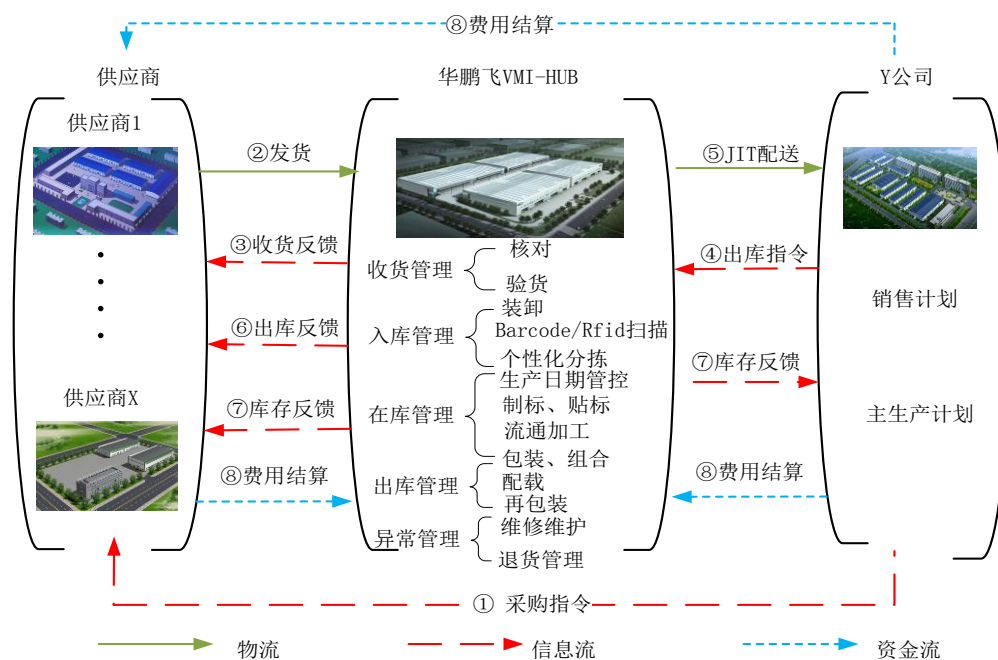 ⑧费用结算
供应商
华鹏飞VMI-HUB
Y公司
供应商1
②发货
⑤JIT配送
③收货反馈
④出库指令
收货管理
核对
验货
销售计划
⑥出库反馈
入库管理
装卸
Barcode/Rfid扫描
个性化分拣
⑦库存反馈
供应商X
⑦库存反馈
在库管理
生产日期管控
制标、贴标
流通加工
包装、组合
主生产计划
⑧费用结算
出库管理
配载
再包装
⑧费用结算
异常管理
维修维护
退货管理
① 采购指令
物流
信息流
资金流